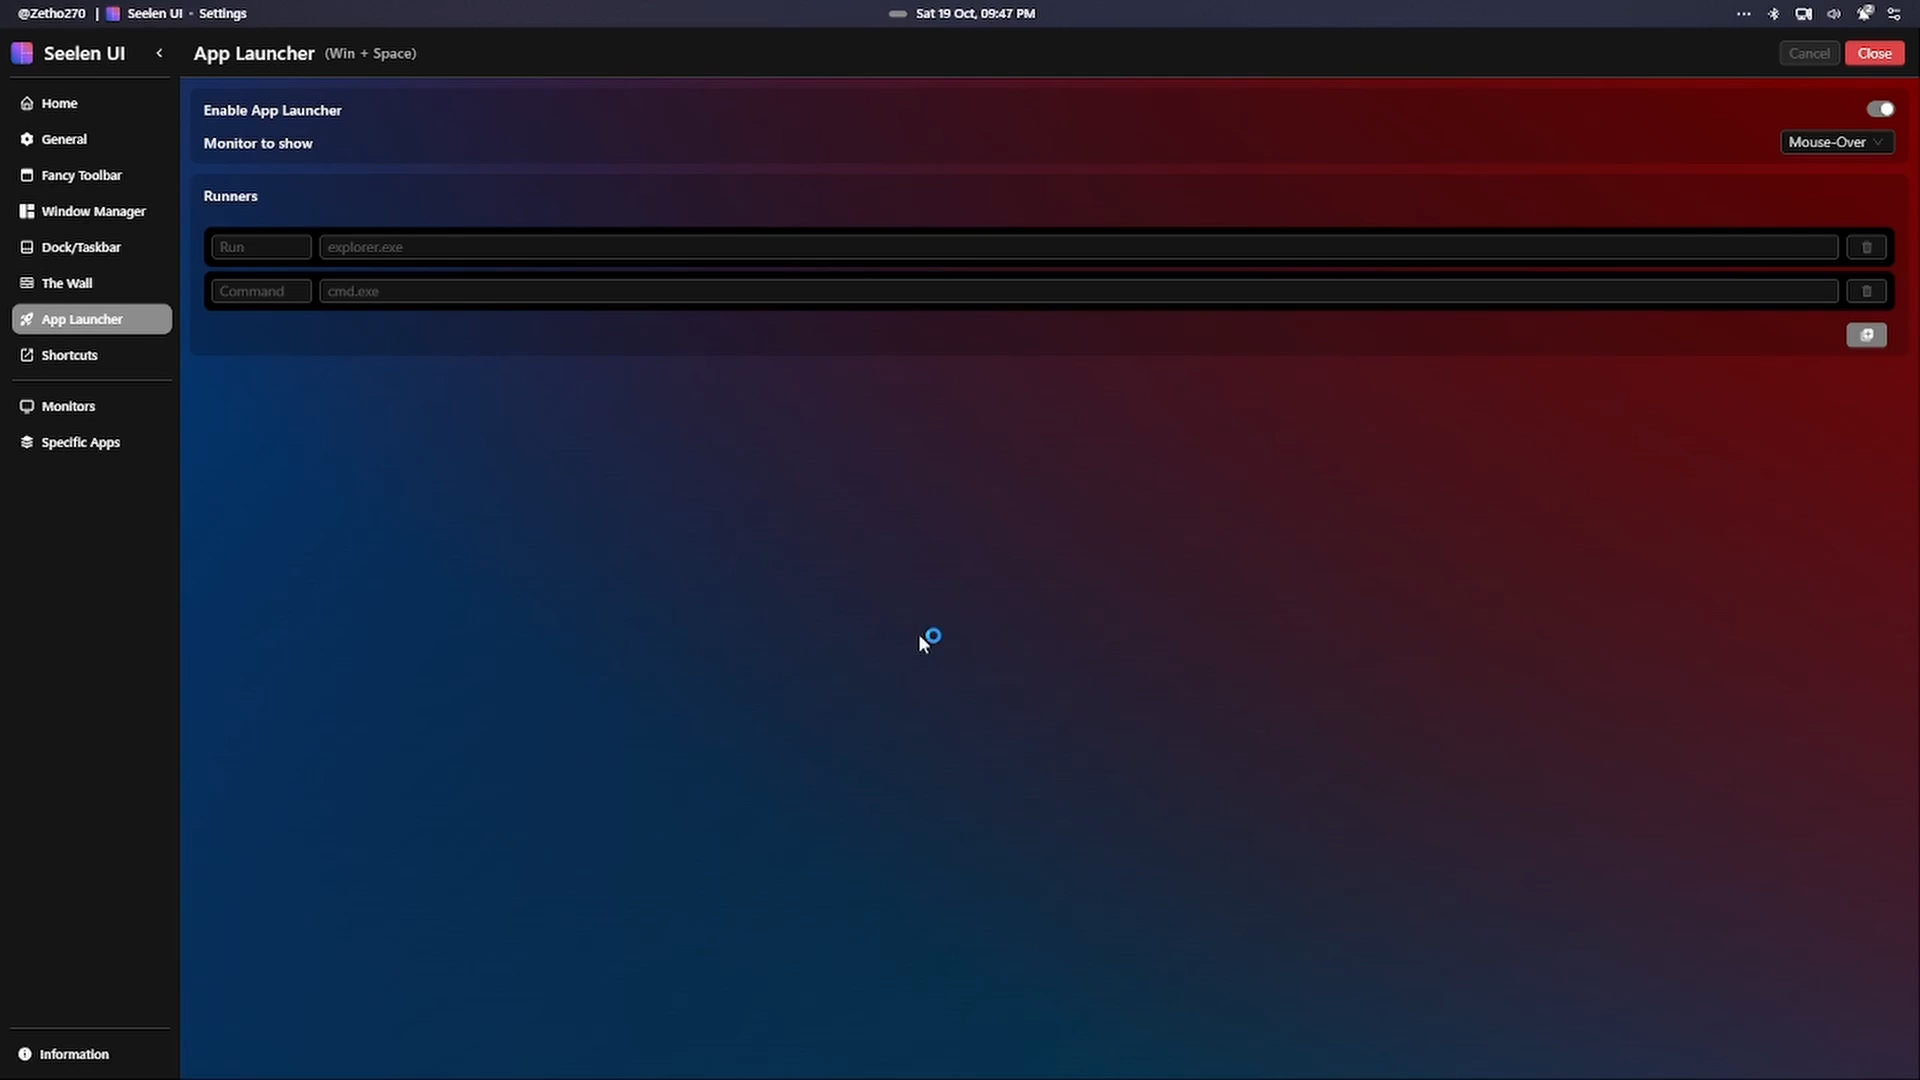 @Zetho270 | Seelen UI - Settings
Sat 19 Oct, 09:47 PM
2
Seelen UI
App Launcher (Win + Space)
Cancel
Close
Home
General
Fancy Toolbar
Window Manager
Dock/Taskbar
The Wall
App Launcher
Shortcuts
Monitors
Specific Apps
Information
Enable App Launcher
Monitor to show
Mouse-Over
Runners
Run
explorer.exe
Command
cmd.exe